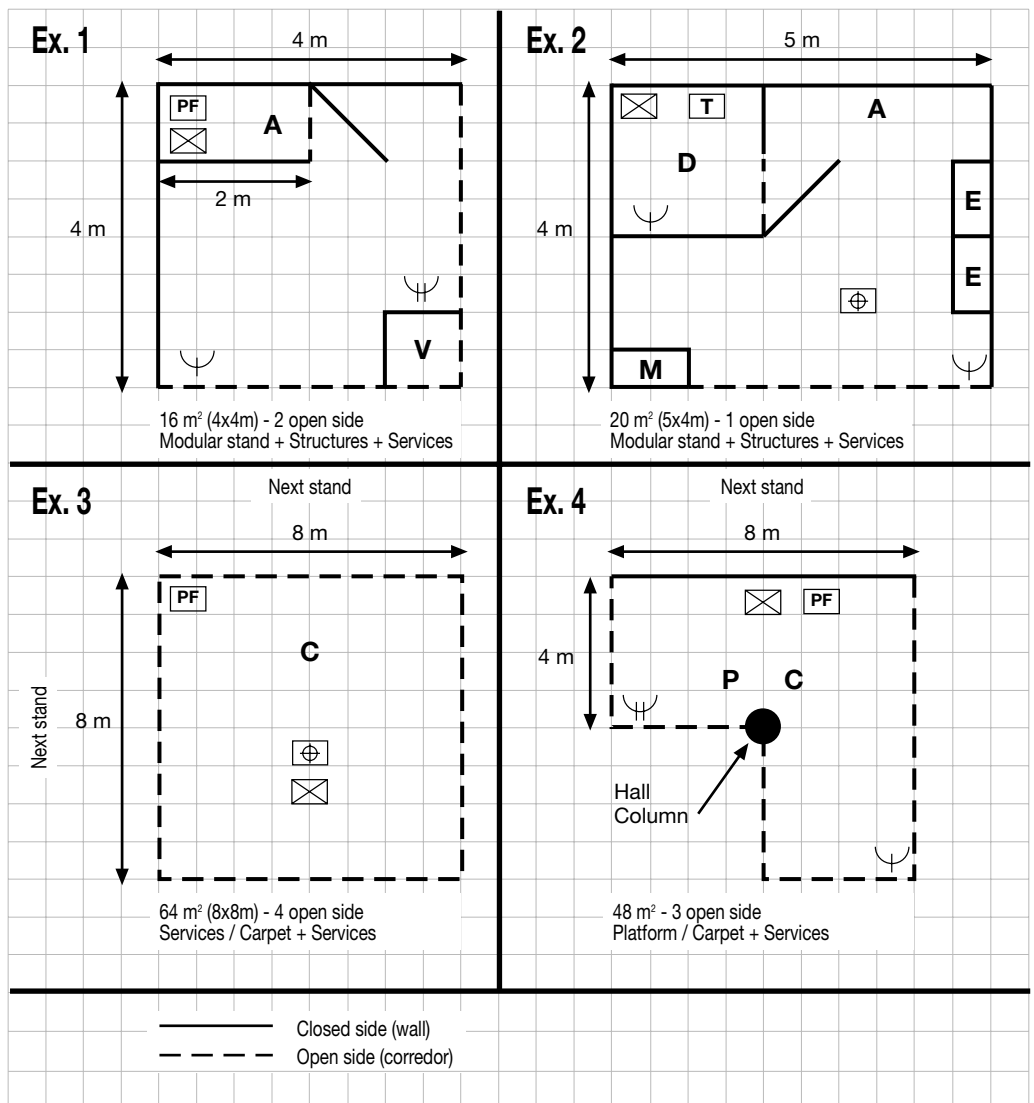 Ex. 1
4 m
PF
A
2 m
4 m
V
16 m² (4x4m) - 2 open side
Modular stand + Structures + Services
Ex. 2
5 m
T
A
D
E
4 m
E
M
20 m² (5x4m) - 1 open side
Modular stand + Structures + Services
Ex. 3
Next stand
8 m
PF
C
Next stand
8 m
64 m² (8x8m) - 4 open side
Services / Carpet + Services
Ex. 4
Next stand
8 m
PF
4 m
P C
Hall
Column
48 m² - 3 open side
Platform / Carpet + Services
Closed side (wall)
Open side (corredor)